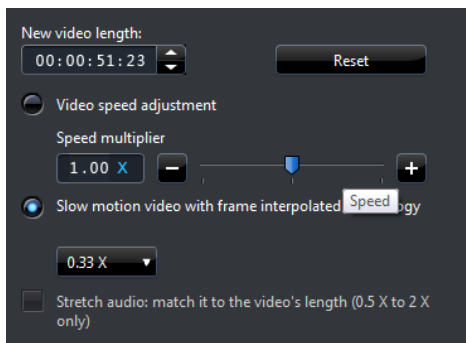 New video length:
00:00:51:23
Reset
Video speed adjustment
Speed multiplier
1.00 X
Slow motion video with frame interpolated ogy
Speed
0.33 X
Stretch audio: match it to the video's length (0.5 X to 2 X
only)